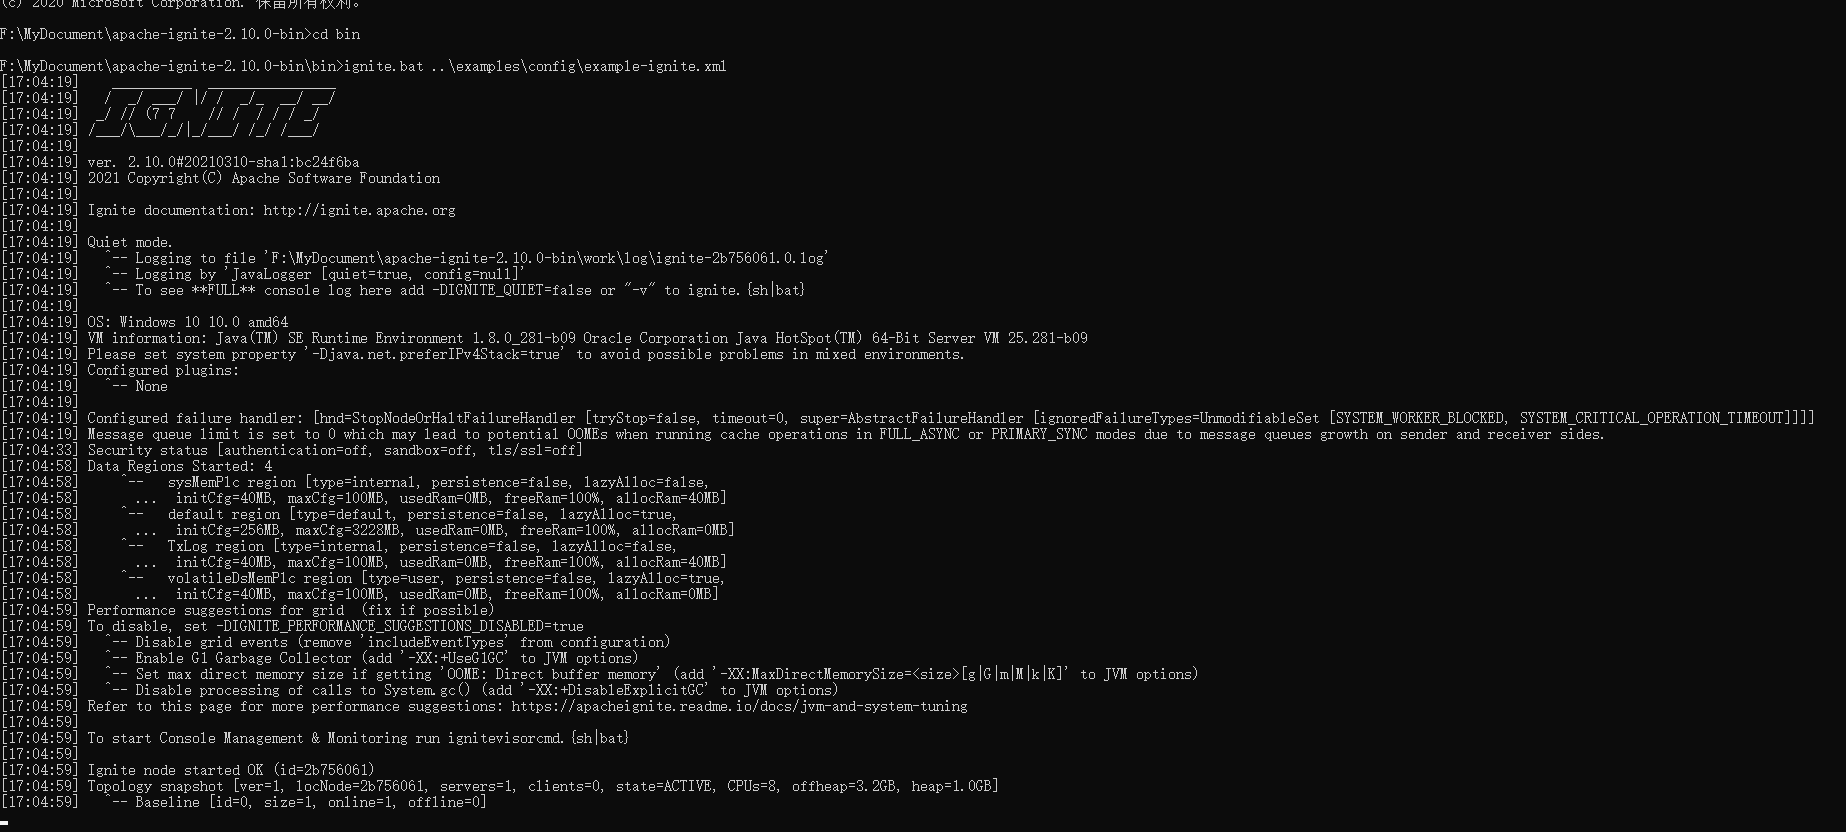 (c) 2020 Microsoft Corporation. 保留所有权利。
F:\MyDocument\apache-ignite-2.10.0-bin>cd bin
F:\MyDocument\apache-ignite-2.10.0-bin\bin>ignite.bat ..\examples\config\example-ignite.xml
[17:04:19]    __________  ________________
[17:04:19]   /  _/ ___/ |/ /  _/_  __/ __/
[17:04:19]  _/ // (7 7    // /  / / / _/
[17:04:19] /___/\___/_/|_/___/ /_/ /___/
[17:04:19]
[17:04:19] ver. 2.10.0#20210310-sha1:bc24f6ba
[17:04:19] 2021 Copyright(C) Apache Software Foundation
[17:04:19]
[17:04:19] Ignite documentation: http://ignite.apache.org
[17:04:19]
[17:04:19] Quiet mode.
[17:04:19]   ^-- Logging to file 'F:\MyDocument\apache-ignite-2.10.0-bin\work\log\ignite-2b756061.0.log'
[17:04:19]   ^-- Logging by 'JavaLogger [quiet=true, config=null]'
[17:04:19]   ^-- To see **FULL** console log here add -DIGNITE_QUIET=false or "-v" to ignite.{sh|bat}
[17:04:19]
[17:04:19] OS: Windows 10 10.0 amd64
[17:04:19] VM information: Java(TM) SE Runtime Environment 1.8.0_281-b09 Oracle Corporation Java HotSpot(TM) 64-Bit Server VM 25.281-b09
[17:04:19] Please set system property '-Djava.net.preferIPv4Stack=true' to avoid possible problems in mixed environments.
[17:04:19] Configured plugins:
[17:04:19]   ^-- None
[17:04:19]
[17:04:19] Configured failure handler: [hnd=StopNodeOrHaltFailureHandler [tryStop=false, timeout=0, super=AbstractFailureHandler [ignoredFailureTypes=UnmodifiableSet [SYSTEM_WORKER_BLOCKED, SYSTEM_CRITICAL_OPERATION_TIMEOUT]]]]
[17:04:19] Message queue limit is set to 0 which may lead to potential OOMEs when running cache operations in FULL_ASYNC or PRIMARY_SYNC modes due to message queues growth on sender and receiver sides.
[17:04:33] Security status [authentication=off, sandbox=off, tls/ssl=off]
[17:04:58] Data Regions Started: 4
[17:04:58]     ^--   sysMemPlc region [type=internal, persistence=false, lazyAlloc=false,
[17:04:58]       ...  initCfg=40MB, maxCfg=100MB, usedRam=0MB, freeRam=100%, allocRam=40MB]
[17:04:58]     ^--   default region [type=default, persistence=false, lazyAlloc=true,
[17:04:58]       ...  initCfg=256MB, maxCfg=3228MB, usedRam=0MB, freeRam=100%, allocRam=0MB]
[17:04:58]     ^--   TxLog region [type=internal, persistence=false, lazyAlloc=false,
[17:04:58]       ...  initCfg=40MB, maxCfg=100MB, usedRam=0MB, freeRam=100%, allocRam=40MB]
[17:04:58]     ^--   volatileDsMemPlc region [type=user, persistence=false, lazyAlloc=true,
[17:04:58]       ...  initCfg=40MB, maxCfg=100MB, usedRam=0MB, freeRam=100%, allocRam=0MB]
[17:04:59] Performance suggestions for grid  (fix if possible)
[17:04:59] To disable, set -DIGNITE_PERFORMANCE_SUGGESTIONS_DISABLED=true
[17:04:59]   ^-- Disable grid events (remove 'includeEventTypes' from configuration)
[17:04:59]   ^-- Enable G1 Garbage Collector (add '-XX:+UseG1GC' to JVM options)
[17:04:59]   ^-- Set max direct memory size if getting 'OOME: Direct buffer memory' (add '-XX:MaxDirectMemorySize=<size>[g|G|m|M|k|K]' to JVM options)
[17:04:59]   ^-- Disable processing of calls to System.gc() (add '-XX:+DisableExplicitGC' to JVM options)
[17:04:59] Refer to this page for more performance suggestions: https://apacheignite.readme.io/docs/jvm-and-system-tuning
[17:04:59]
[17:04:59] To start Console Management & Monitoring run ignitevisorcmd.{sh|bat}
[17:04:59]
[17:04:59] Ignite node started OK (id=2b756061)
[17:04:59] Topology snapshot [ver=1, locNode=2b756061, servers=1, clients=0, state=ACTIVE, CPUs=8, offheap=3.2GB, heap=1.0GB]
[17:04:59]   ^-- Baseline [id=0, size=1, online=1, offline=0]